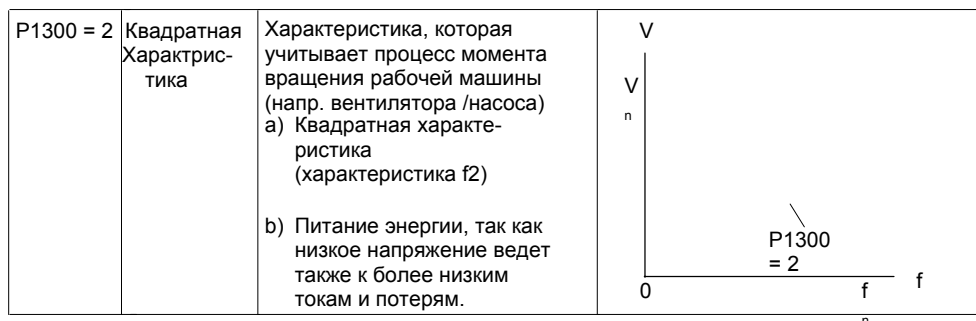 P1300 = 2
Квадратная
Характрис-
тика
Характеристика, которая
учитывает процесс момента
вращения рабочей машины
(напр. вентилятора /насоса)
a) Квадратная характе-
ристика
(характеристика f2)
b) Питание энергии, так как
низкое напряжение ведет
также к более низким
токам и потерям.
V
V
n
P1300
= 2
0
f
f
n